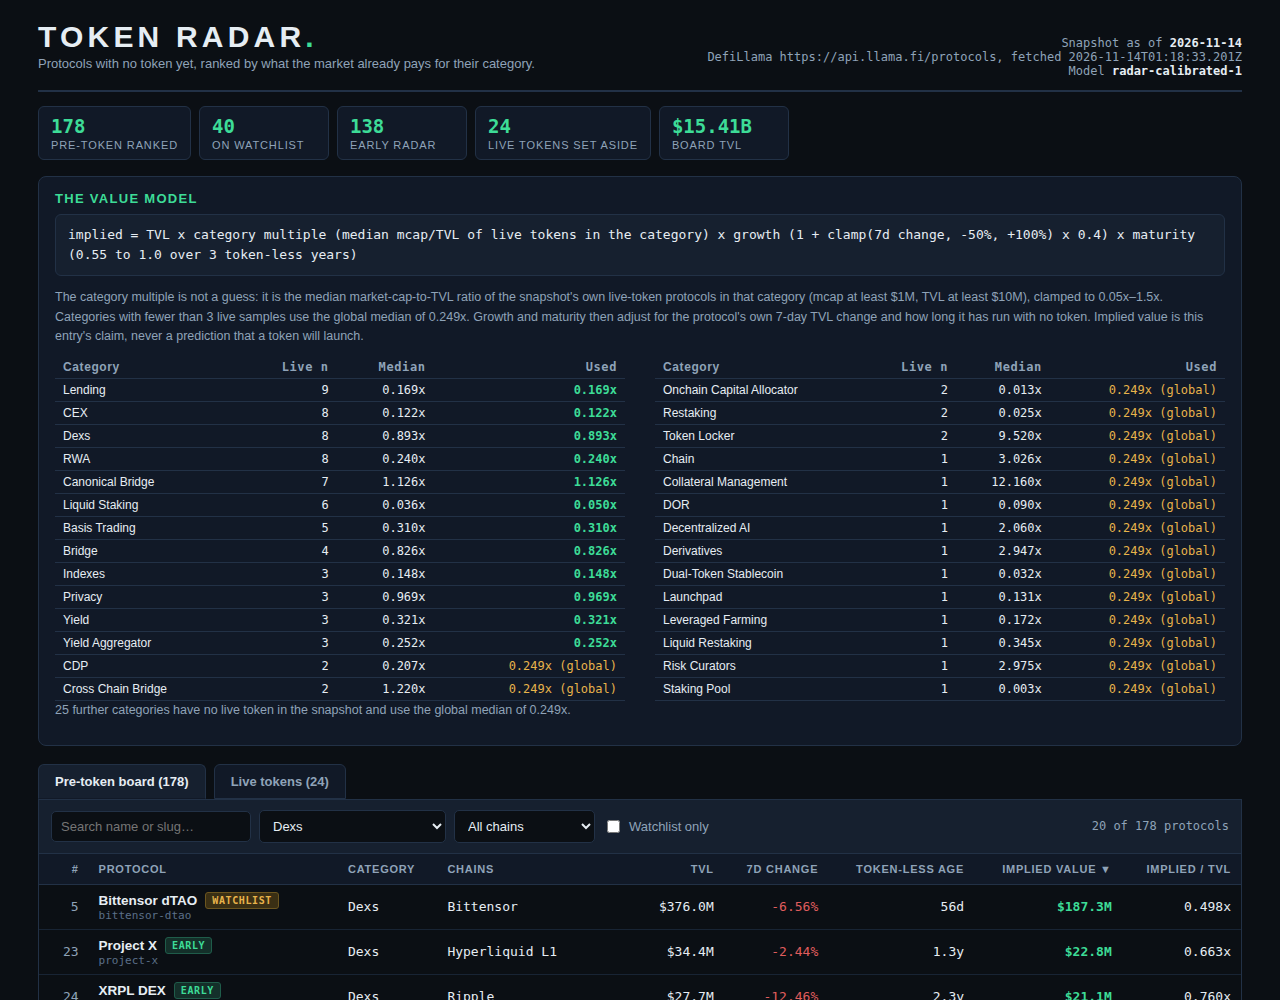 TOKEN RADAR.
Protocols with no token yet, ranked by what the market already pays for their category.
Snapshot as of 2026-11-14
DefiLlama https://api.llama.fi/protocols, fetched 2026-11-14T01:18:33.201Z
Model radar-calibrated-1
178
PRE-TOKEN RANKED
40
ON WATCHLIST
138
EARLY RADAR
24
LIVE TOKENS SET ASIDE
$15.41B
BOARD TVL
THE VALUE MODEL
implied = TVL x category multiple (median mcap/TVL of live tokens in the category) x growth (1 + clamp(7d change, -50%, +100%) x 0.4) x maturity
(0.55 to 1.0 over 3 token-less years)
The category multiple is not a guess: it is the median market-cap-to-TVL ratio of the snapshot's own live-token protocols in that category (mcap at least $1M, TVL at least $10M), clamped to 0.05x–1.5x.
Categories with fewer than 3 live samples use the global median of 0.249x. Growth and maturity then adjust for the protocol's own 7-day TVL change and how long it has run with no token. Implied value is this
entry's claim, never a prediction that a token will launch.
Category Live n Median Used
Lending 9 0.169x 0.169x
CEX 8 0.122x 0.122x
Dexs 8 0.893x 0.893x
RWA 8 0.240x 0.240x
Canonical Bridge 7 1.126x 1.126x
Liquid Staking 6 0.036x 0.050x
Basis Trading 5 0.310x 0.310x
Bridge 4 0.826x 0.826x
Indexes 3 0.148x 0.148x
Privacy 3 0.969x 0.969x
Yield 3 0.321x 0.321x
Yield Aggregator 3 0.252x 0.252x
CDP 2 0.207x 0.249x (global)
Cross Chain Bridge 2 1.220x 0.249x (global)
Category Live n Median Used
Onchain Capital Allocator 2 0.013x 0.249x (global)
Restaking 2 0.025x 0.249x (global)
Token Locker 2 9.520x 0.249x (global)
Chain 1 3.026x 0.249x (global)
Collateral Management 1 12.160x 0.249x (global)
DOR 1 0.090x 0.249x (global)
Decentralized AI 1 2.060x 0.249x (global)
Derivatives 1 2.947x 0.249x (global)
Dual-Token Stablecoin 1 0.032x 0.249x (global)
Launchpad 1 0.131x 0.249x (global)
Leveraged Farming 1 0.172x 0.249x (global)
Liquid Restaking 1 0.345x 0.249x (global)
Risk Curators 1 2.975x 0.249x (global)
Staking Pool 1 0.003x 0.249x (global)
25 further categories have no live token in the snapshot and use the global median of 0.249x.
Pre-token board (178) Live tokens (24)
Search name or slug… Dexs All chains Watchlist only 20 of 178 protocols
# PROTOCOL CATEGORY CHAINS TVL 7D CHANGE TOKEN-LESS AGE IMPLIED VALUE ▼ IMPLIED / TVL
5 Bittensor dTAO WATCHLIST Dexs Bittensor $376.0M -6.56% 56d $187.3M 0.498x
bittensor-dtao
23 Project X EARLY Dexs Hyperliquid L1 $34.4M -2.44% 1.3y $22.8M 0.663x
project-x
24 XRPL DEX EARLY Dexs Ripple $27.7M -12.46% 2.3y $21.1M 0.760x